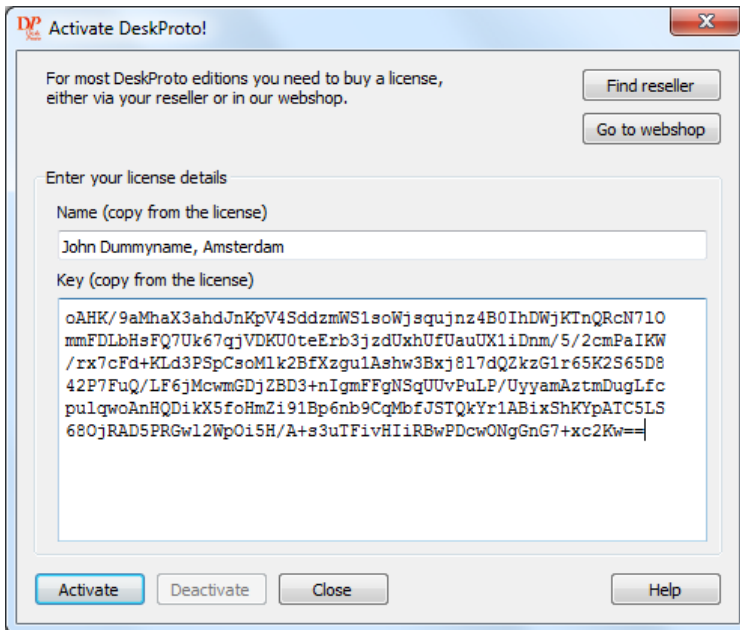 DP
Activate DeskProto!
For most DeskProto editions you need to buy a license,
either via your reseller or in our webshop.
Find reseller
Go to webshop
Enter your license details
Name (copy from the license)
John Dummyname, Amsterdam
Key (copy from the license)
oAHK/9aMhaX3ahdJnKpV4SddzmWS1soWjsqujnz4B0IhDWjKTnQRcN7lO
mmFDLbHsFQ7Uk67qjVDKU0teErb3jzdUxhUfUauUX1iDnm/5/2cmPaIKW
/rx7cFd+KLd3PSpCsoMlk2BfXzgu1Ashw3Bxj8l7dQZkzG1r65K2S65D8
42P7FuQ/LF6jMcwmGDjZBD3+nIgmFFgNSqUUvPuLP/UyyamAztmDugLfc
pulqwoAnHQDikX5foHmZi91Bp6nb9CqMbfJSTQkYr1ABixShKYpATC5LS
68OjRAD5PRGwl2WpOi5H/A+s3uTFivHIiRBwPDcwONgGnG7+xc2Kw==
Activate
Deactivate
Close
Help